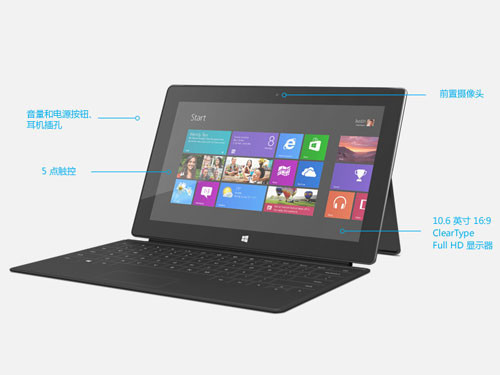 前置摄像头
音量和电源按钮,
耳机插孔
Start
8
5 点触控
10.6 英寸 16:9
ClearType
Full HD 显示器